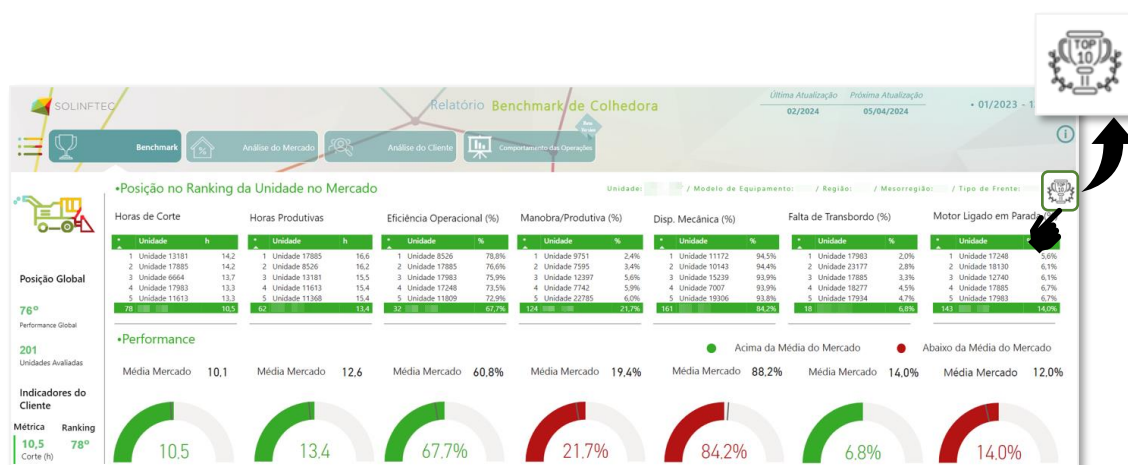 TOP
10
SOLINFTEC
Relatório Benchmark de Colhedora
Última Atualização
Próxima Atualização
02/2024
05/04/2024
• 01/2023 - 1
Benchmark
Análise do Mercado
Análise do Cliente
Comportamento das Operações
•Posição no Ranking da Unidade no Mercado
Unidade: / Modelo de Equipamento: / Região: / Mesorregião: / Tipo de Frente:
Posição Global
76º
Performance Global
201
Unidades Avaliadas
Indicadores do
Cliente
Métrica Ranking
10,5 78º
Corte (h)
Horas de Corte
Unidade h
1 Unidade 13181 14,2
2 Unidade 17885 14,2
3 Unidade 6664 13,7
4 Unidade 17983 13,3
5 Unidade 11613 13,3
78 10,5
Horas Produtivas
Unidade h
1 Unidade 17885 16,6
2 Unidade 8526 16,2
3 Unidade 13181 15,5
4 Unidade 11613 15,4
5 Unidade 11368 15,4
62 13,4
Eficiência Operacional (%)
Unidade %
1 Unidade 8526 78,8%
2 Unidade 17885 76,6%
3 Unidade 17983 75,9%
4 Unidade 17248 73,5%
5 Unidade 11809 72,9%
32 67,7%
Manobra/Produtiva (%)
Unidade %
1 Unidade 9751 2,4%
2 Unidade 7595 3,4%
3 Unidade 12397 5,6%
4 Unidade 7742 5,9%
5 Unidade 22785 6,0%
124 21,7%
Disp. Mecânica (%)
Unidade %
1 Unidade 11172 94,5%
2 Unidade 10143 94,4%
3 Unidade 15239 93,9%
4 Unidade 7007 93,9%
5 Unidade 19306 93,8%
161 84,2%
Falta de Transbordo (%)
Unidade %
1 Unidade 17983 2,0%
2 Unidade 23177 2,8%
3 Unidade 17885 3,3%
4 Unidade 18277 4,5%
5 Unidade 17934 4,7%
18 6,8%
Motor Ligado em Parada
Unidade
1 Unidade 17248 5,6%
2 Unidade 18130 6,1%
3 Unidade 12740 6,1%
4 Unidade 17885 6,7%
5 Unidade 17983 6,7%
143 14,0%
•Performance
Acima da Média do Mercado
Abaixo da Média do Mercado
Média Mercado 10,1
Média Mercado 12,6
Média Mercado 60,8%
Média Mercado 19,4%
Média Mercado 88,2%
Média Mercado 14,0%
Média Mercado 12,0%
10.5
13.4
67.7%
21.7%
84.2%
6.8%
14.0%